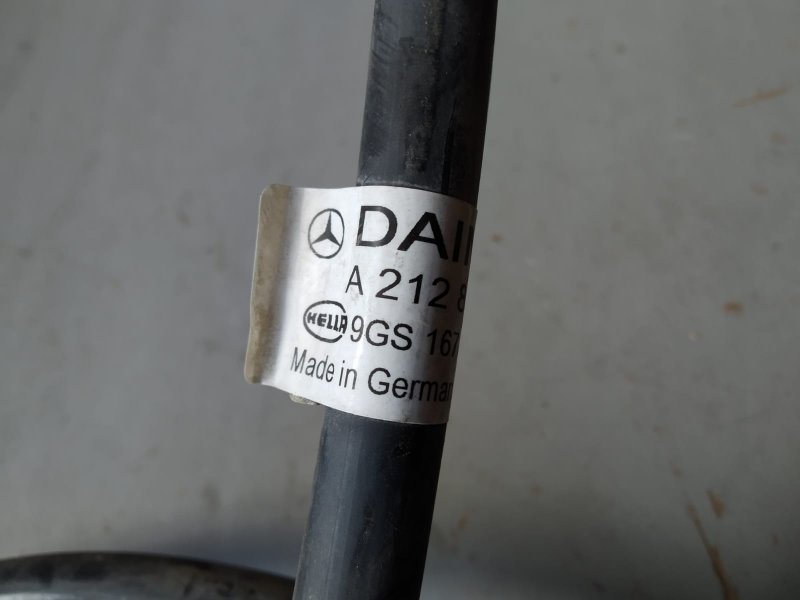 DAI
A 212 8
HELLA 9GS 167
Made in German